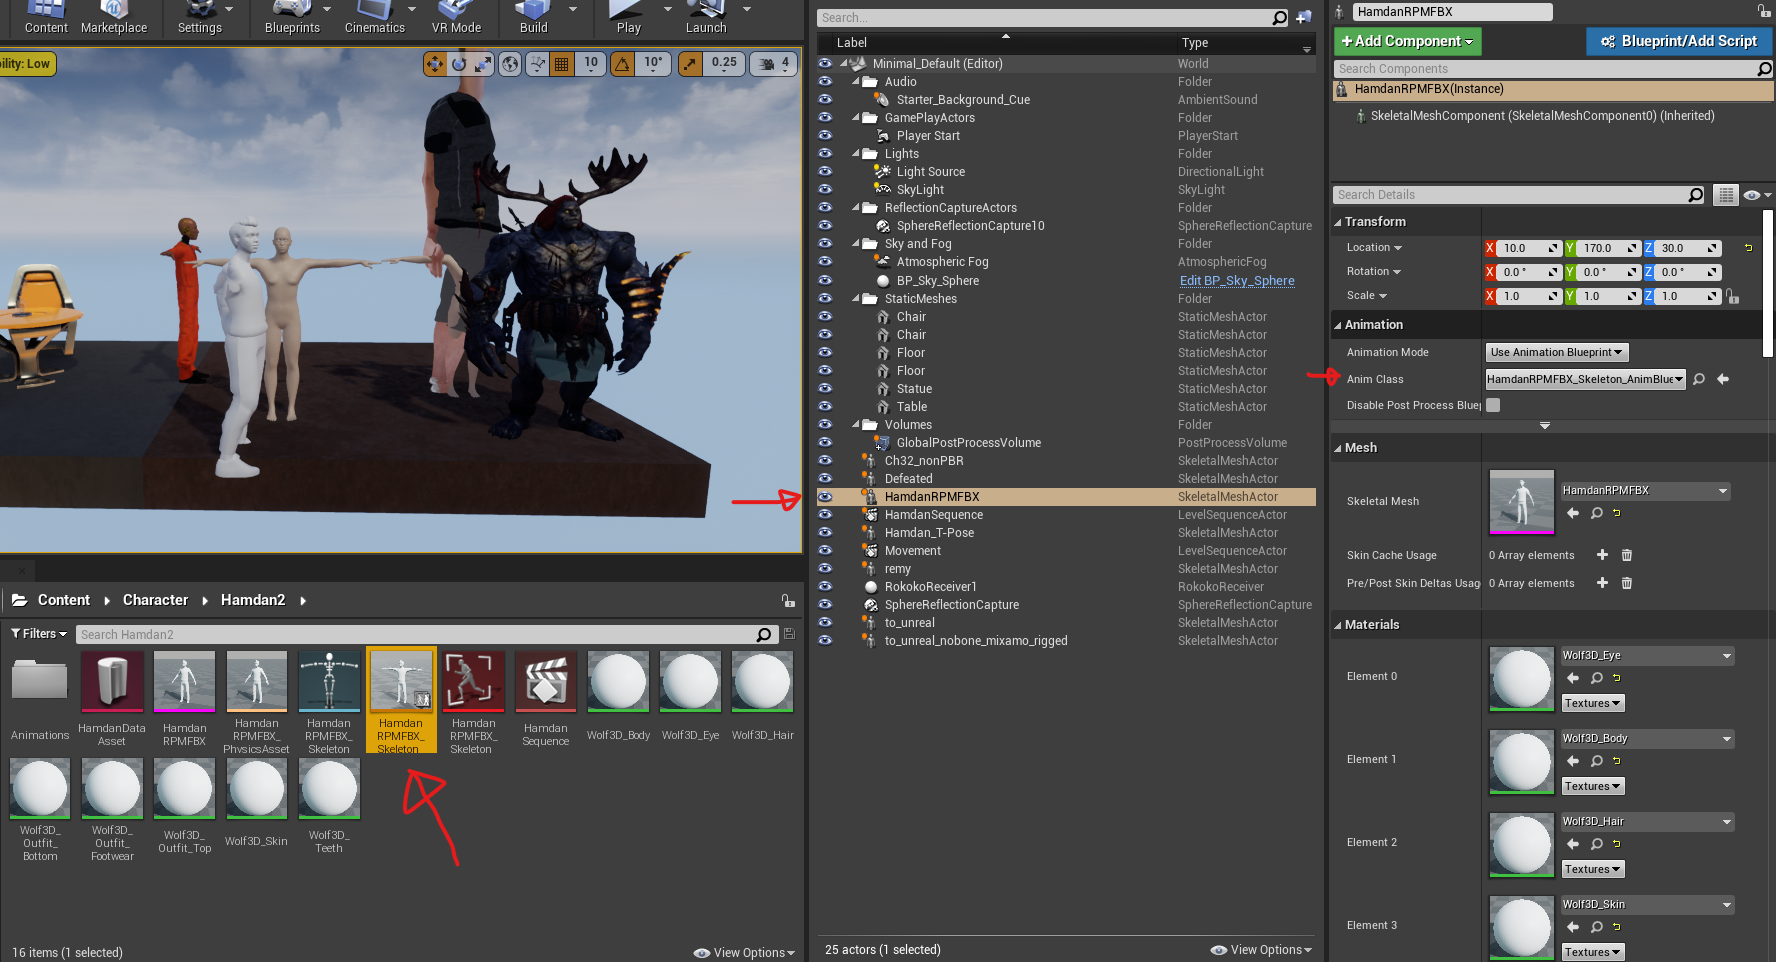 Content
Marketplace
Settings
Blueprints
Cinematics
VR Mode
Build
Play
Launch
bility: Low
10
10°
0.25
4
Content
Character
Hamdan2
Filters
Search Hamdan2
Animations
HamdanData
Asset
Hamdan
RPMFBX
Hamdan
RPMFBX_
PhysicsAsset
Hamdan
RPMFBX_
Skeleton
Hamdan
RPMFBX_
Skeleton
Hamdan
RPMFBX_
Skeleton
Hamdan
Sequence
Wolf3D_Body
Wolf3D_Eye
Wolf3D_Hair
Wolf3D_
Outfit_
Bottom
Wolf3D_
Outfit_
Footwear
Wolf3D_
Outfit_Top
Wolf3D_Skin
Wolf3D_
Teeth
16 items (1 selected)
View Options
Search...
Label Type
Minimal_Default (Editor) World
Audio Folder
Starter_Background_Cue AmbientSound
GamePlayActors Folder
Player Start PlayerStart
Lights Folder
Light Source DirectionalLight
SkyLight SkyLight
ReflectionCaptureActors Folder
SphereReflectionCapture10 SphereReflectionCapture
Sky and Fog Folder
Atmospheric Fog AtmosphericFog
BP_Sky_Sphere Edit BP_Sky_Sphere
StaticMeshes Folder
Chair StaticMeshActor
Chair StaticMeshActor
Floor StaticMeshActor
Floor StaticMeshActor
Statue StaticMeshActor
Table StaticMeshActor
Volumes Folder
GlobalPostProcessVolume PostProcessVolume
Ch32_nonPBR SkeletalMeshActor
Defeated SkeletalMeshActor
HamdanRPMFBX SkeletalMeshActor
HamdanSequence LevelSequenceActor
Hamdan_T-Pose SkeletalMeshActor
Movement LevelSequenceActor
remy SkeletalMeshActor
RokokoReceiver1 RokokoReceiver
SphereReflectionCapture SphereReflectionCapture
to_unreal SkeletalMeshActor
to_unreal_nobone_mixamo_rigged SkeletalMeshActor
25 actors (1 selected)
View Options
HamdanRPMFBX
+ Add Component
Blueprint/Add Script
Search Components
HamdanRPMFBX(Instance)
SkeletalMeshComponent (SkeletalMeshComponent0) (Inherited)
Search Details
Transform
Location X 10.0 Y 170.0 Z 30.0
Rotation X 0.0 ° Y 0.0 ° Z 0.0 °
Scale X 1.0 Y 1.0 Z 1.0
Animation
Animation Mode Use Animation Blueprint
Anim Class HamdanRPMFBX_Skeleton_AnimBlue
Disable Post Process Bluep
Mesh
Skeletal Mesh HamdanRPMFBX
Skin Cache Usage 0 Array elements
Pre/Post Skin Deltas Usag 0 Array elements
Materials
Element 0 Wolf3D_Eye
Textures
Element 1 Wolf3D_Body
Textures
Element 2 Wolf3D_Hair
Textures
Element 3 Wolf3D_Skin
Textures